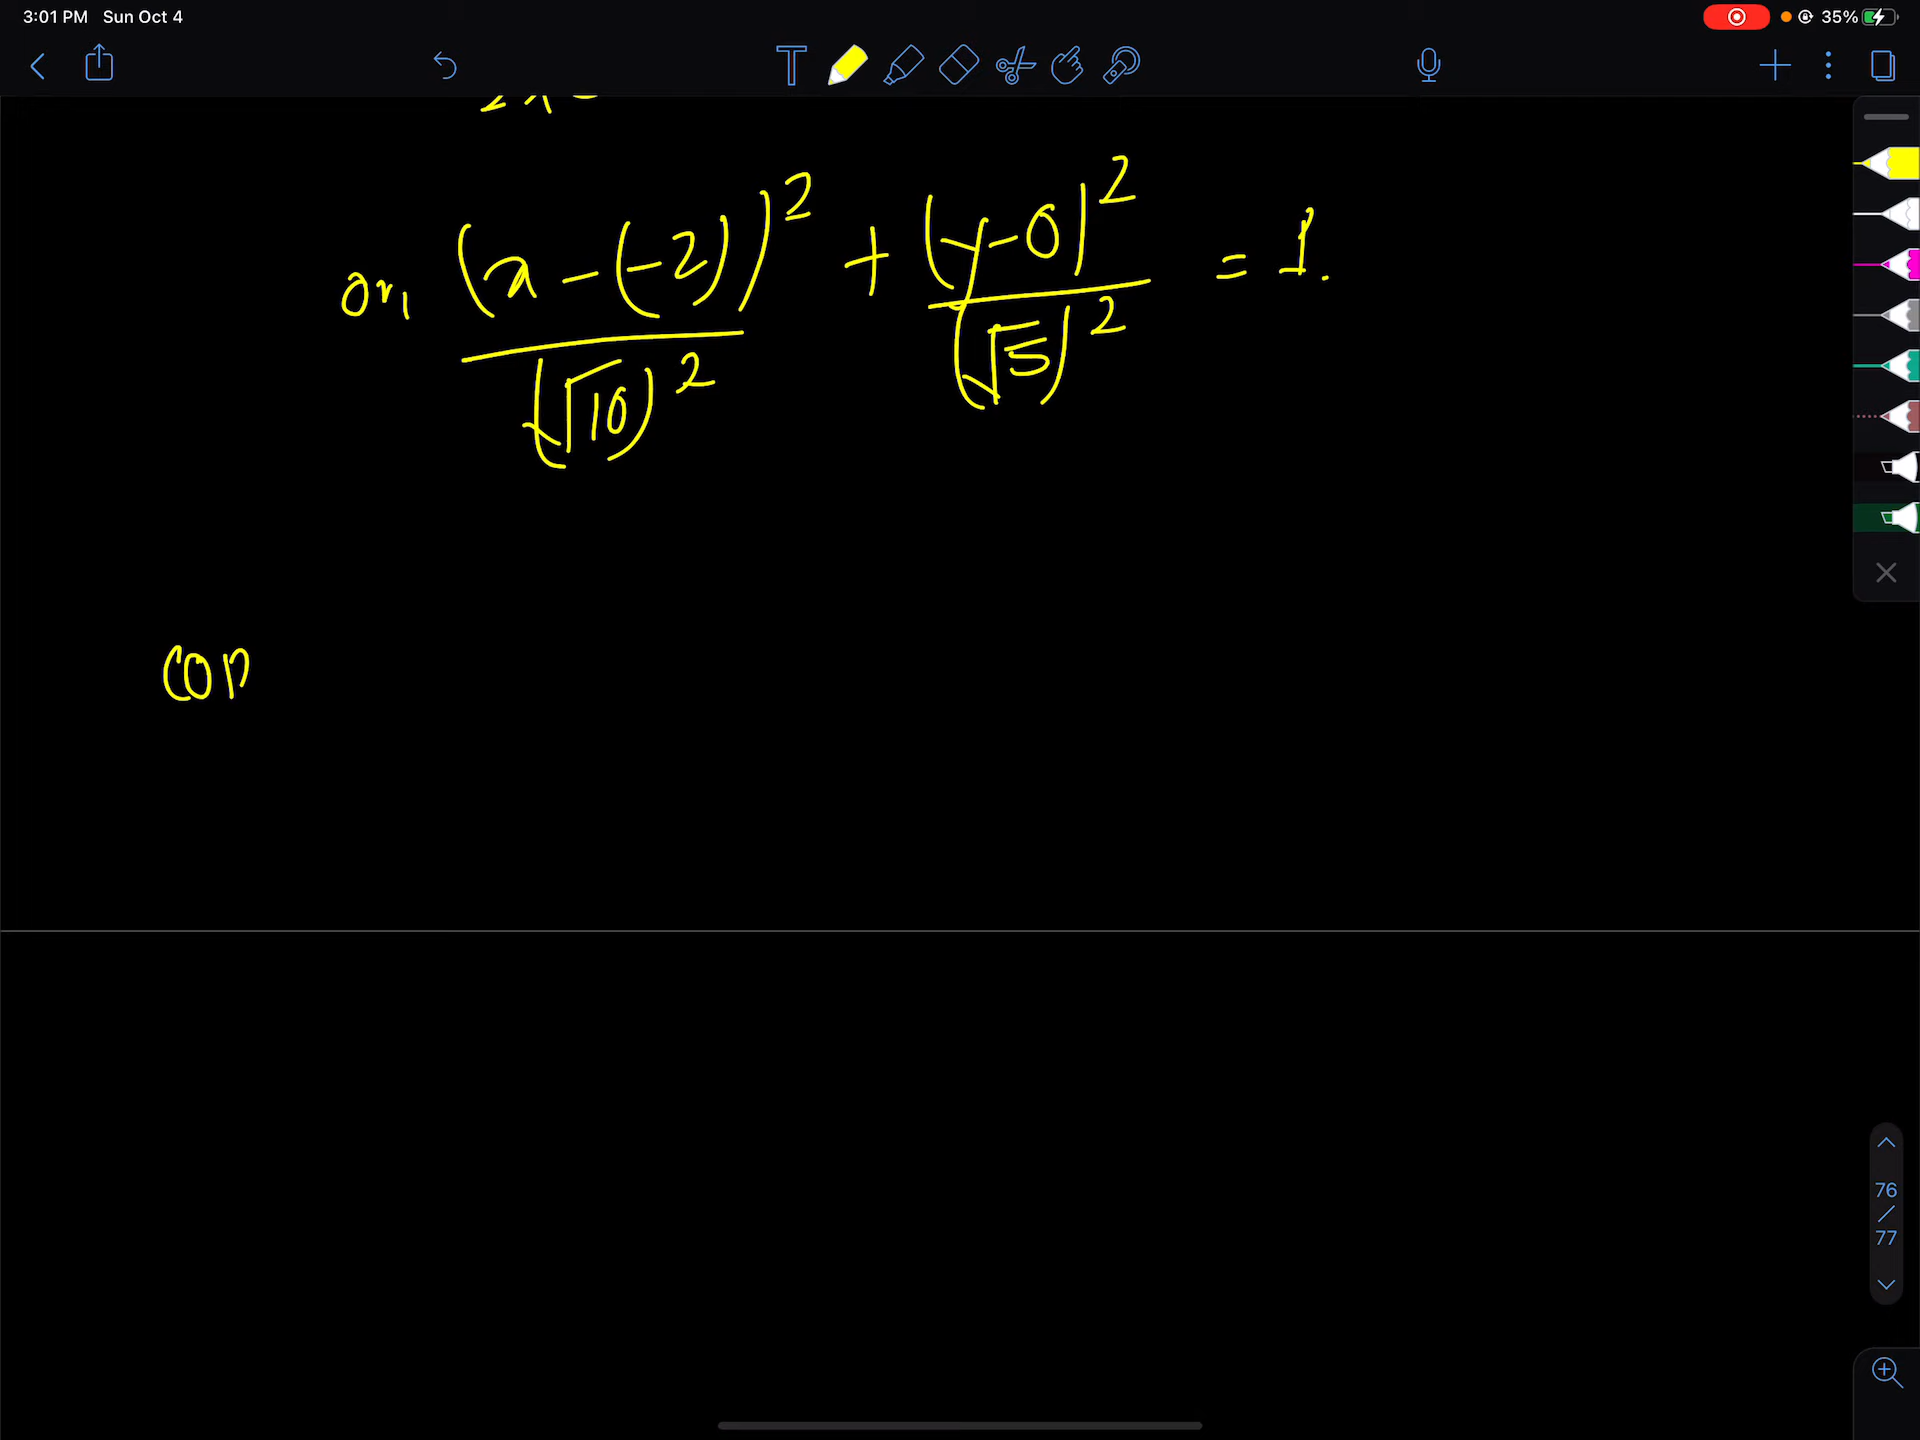 3:01 PM Sun Oct 4
35%
or, (x - (-2))² / (√10)² + (y - 0)² / (√5)² = 1.
con
76
/
77